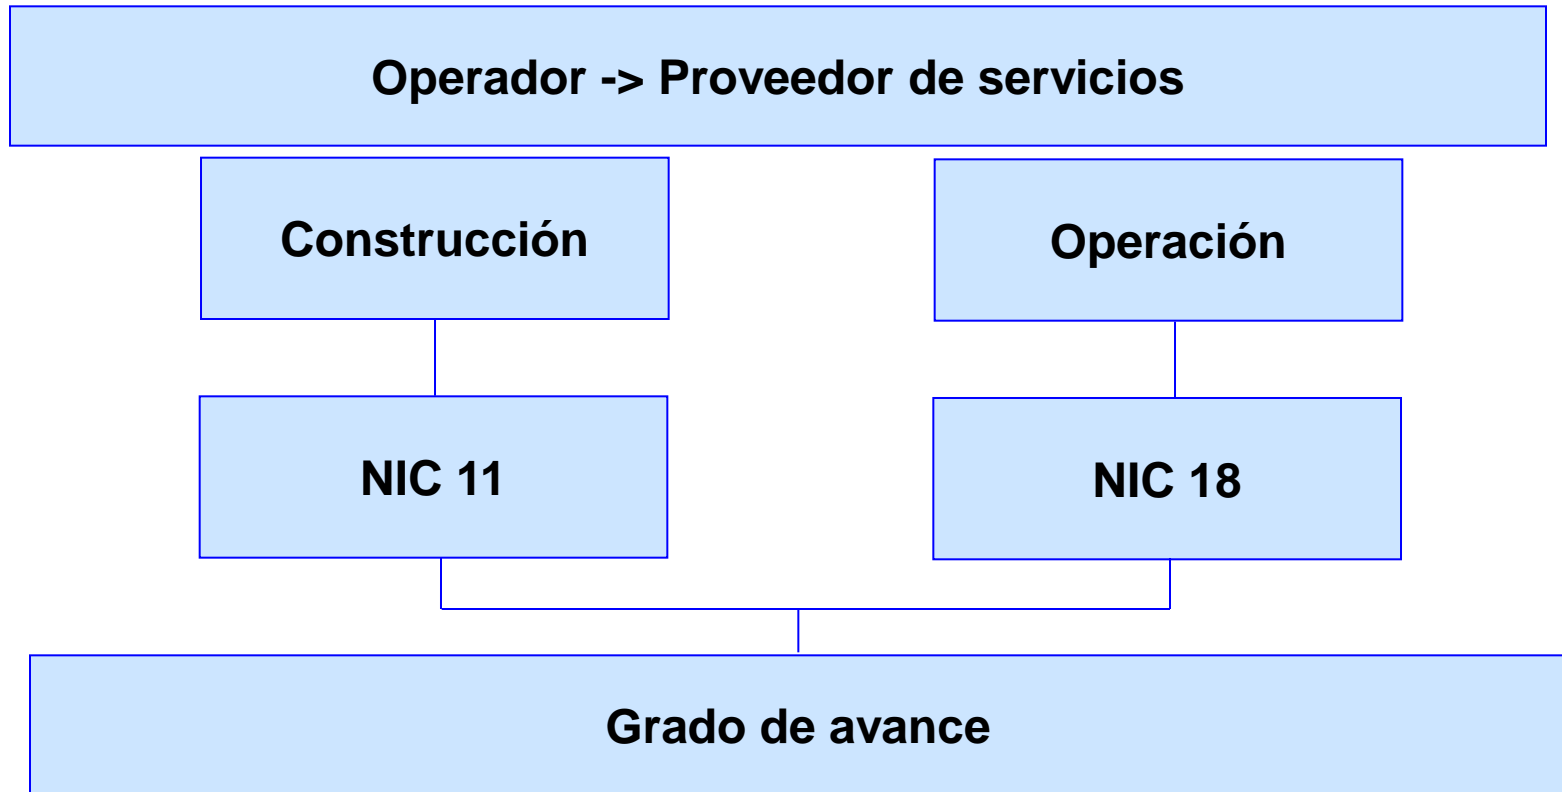 Operador -> Proveedor de servicios
Construcción
Operación
NIC 11
NIC 18
Grado de avance